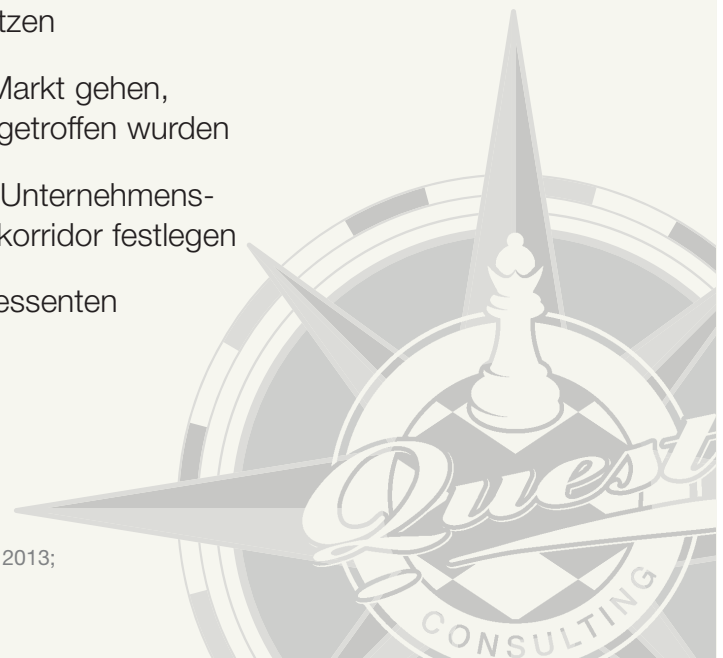 tzen
Markt gehen,
getroffen wurden
Unternehmens-
korridor festlegen
essenten
Quest
CONSULTING
2013;